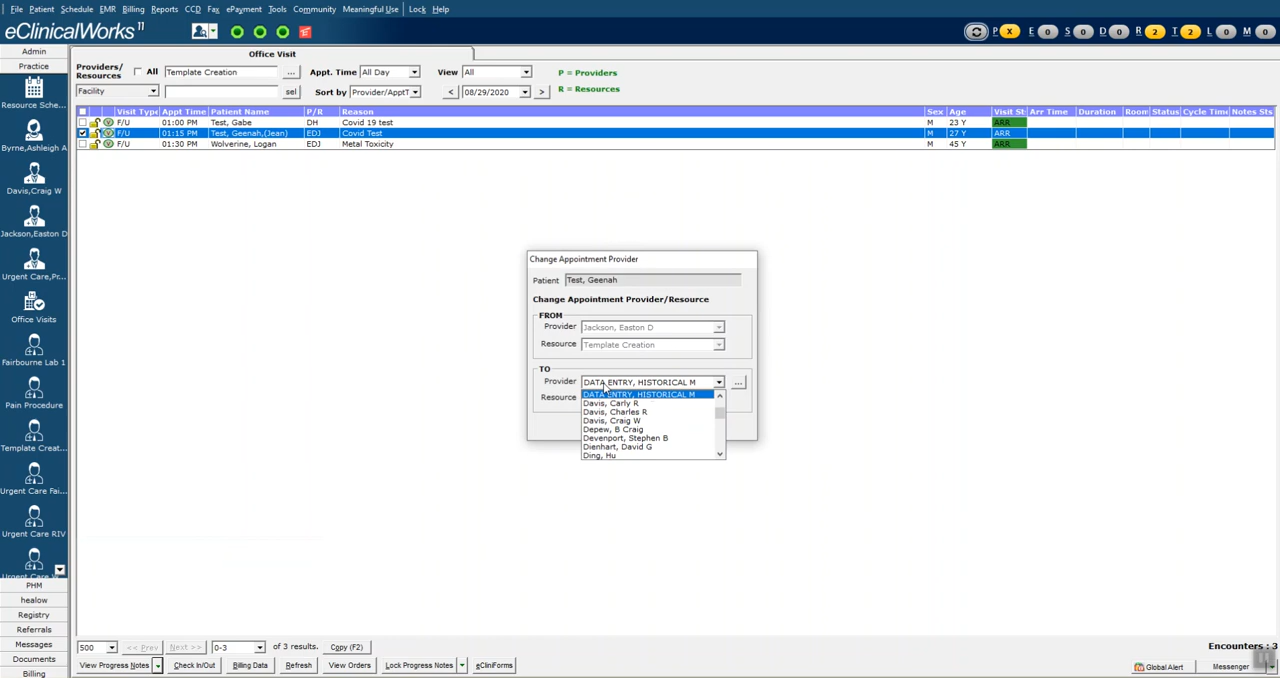 File Patient Schedule EMR Billing Reports CCD Fax ePayment Tools Community Meaningful Use Lock Help
eClinicalWorks 11
P X E 0 S 0 D 0 R 2 T 2 L 0 M 0
Admin
Practice
Resource Sche...
Byrne,Ashleigh A
Davis,Craig W
Jackson,Easton D
Urgent Care,Pr...
Office Visits
Fairbourne Lab 1
Pain Procedure
Template Creat...
Urgent Care Fai...
Urgent Care RIV
PHM
healow
Registry
Referrals
Messages
Documents
Billing
Office Visit
Providers/ Resources All Template Creation ... Appt. Time All Day View All P = Providers
Facility sel Sort by Provider/ApptT < 08/29/2020 > R = Resources
Visit Type Appt Time Patient Name P/R Reason Sex Age Visit St Arr Time Duration Room Status Cycle Time Notes Sts
F/U 01:00 PM Test, Gabe DH Covid 19 test M 23 Y ARR
F/U 01:15 PM Test, Geenah,(Jean) EDJ Covid Test M 27 Y ARR
F/U 01:30 PM Wolverine, Logan EDJ Metal Toxicity M 45 Y ARR
Change Appointment Provider
Patient Test, Geenah
Change Appointment Provider/Resource
FROM
Provider Jackson, Easton D
Resource Template Creation
TO
Provider DATA ENTRY, HISTORICAL M ...
Resource
DATA ENTRY, HISTORICAL M
Davis, Carly R
Davis, Charles R
Davis, Craig W
Depew, B Craig
Devenport, Stephen B
Dienhart, David G
Ding, Hu
500 << Prev Next >> 0-3 of 3 results. Copy (F2) Encounters : 3
View Progress Notes Check In/Out Billing Data Refresh View Orders Lock Progress Notes eCliniForms Global Alert Messenger